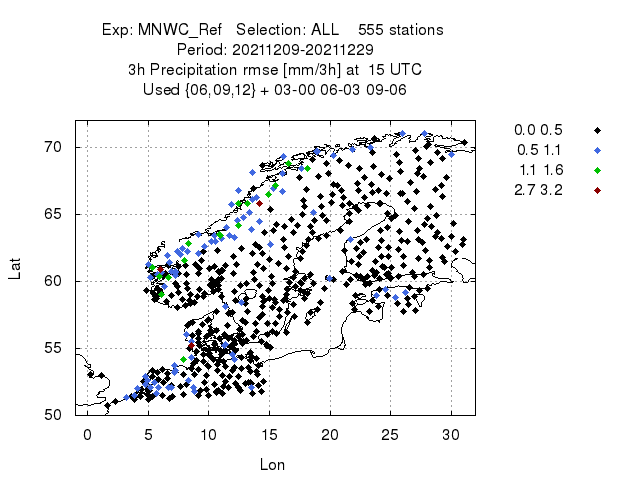 Exp: MNWC_Ref   Selection: ALL    555 stations
Period: 20211209-20211229
3h Precipitation rmse [mm/3h] at  15 UTC
Used {06,09,12} + 03-00 06-03 09-06
0.0 0.5
0.5 1.1
1.1 1.6
2.7 3.2
70
65
60
55
50
Lat
0 5 10 15 20 25 30
Lon